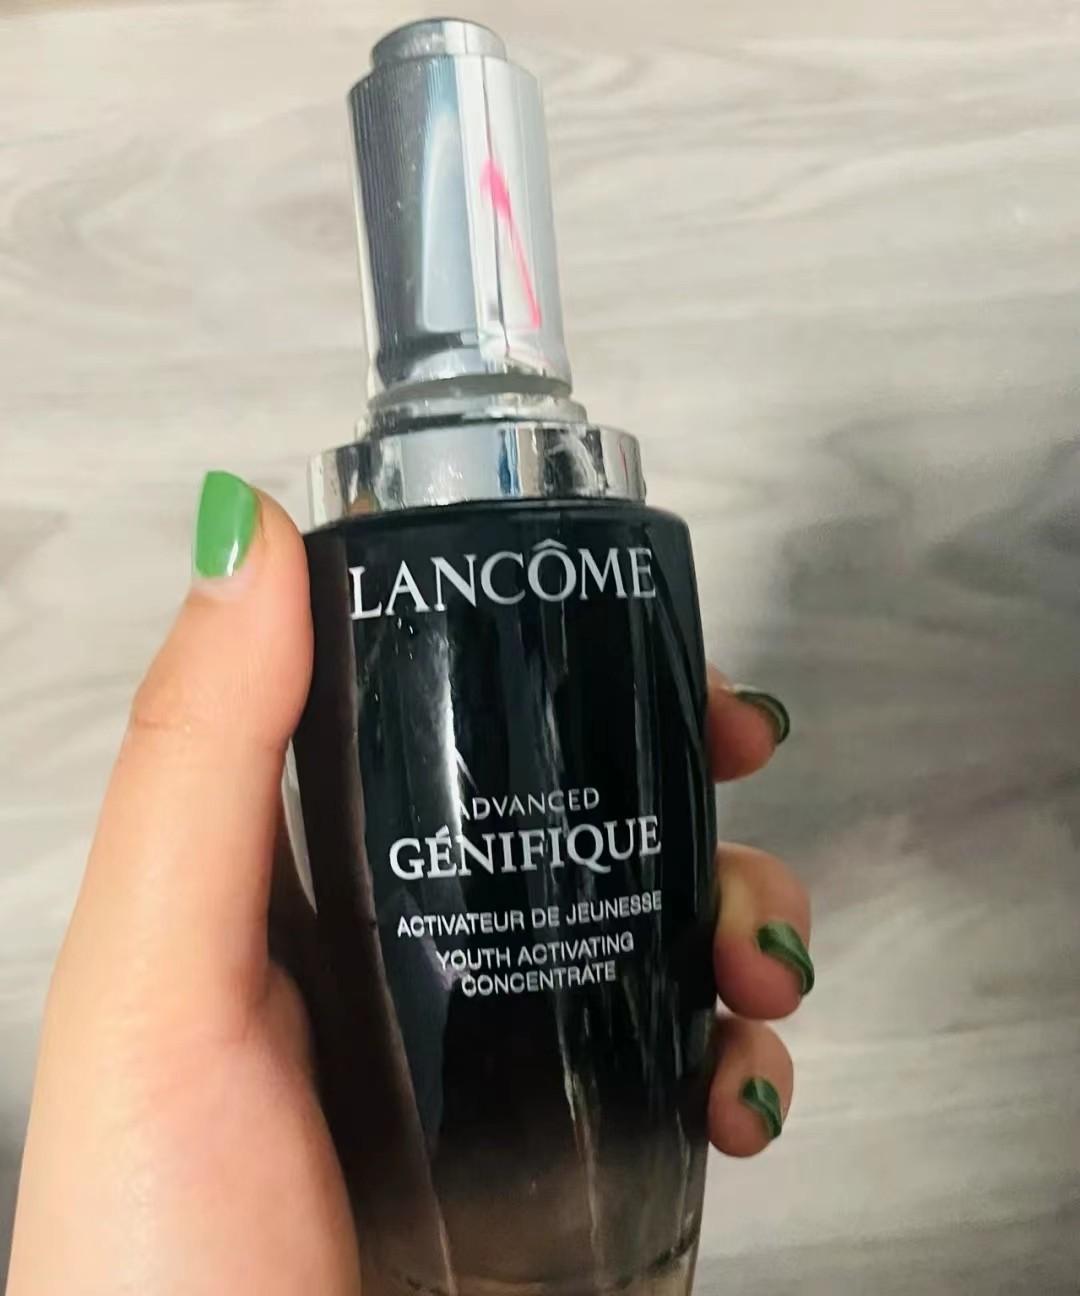 LANCÔME
ADVANCED
GÉNIFIQUE
ACTIVATEUR DE JEUNESSE
YOUTH ACTIVATING
CONCENTRATE